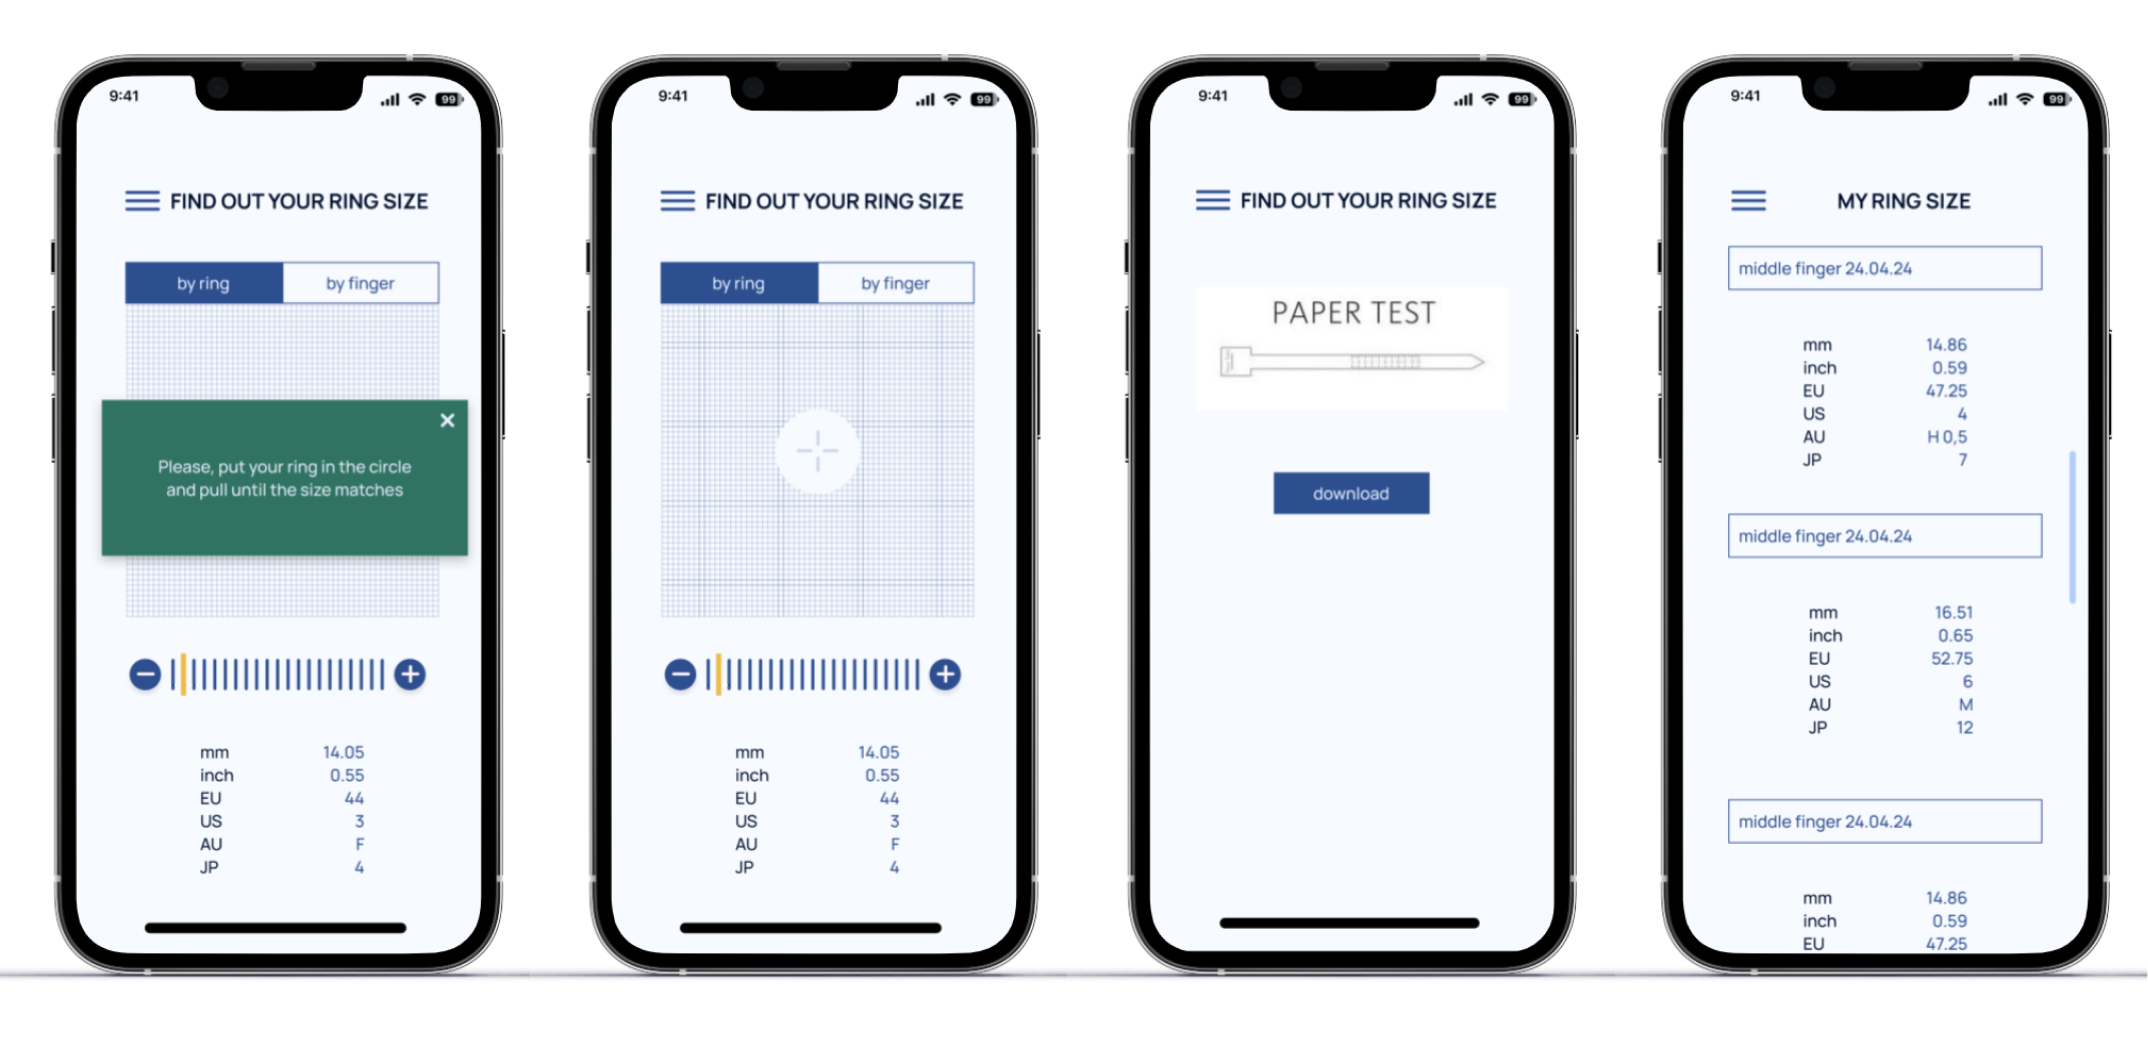 9:41
99
FIND OUT YOUR RING SIZE
by ring by finger
Please, put your ring in the circle
and pull until the size matches
mm 14.05
inch 0.55
EU 44
US 3
AU F
JP 4
9:41
99
FIND OUT YOUR RING SIZE
by ring by finger
mm 14.05
inch 0.55
EU 44
US 3
AU F
JP 4
9:41
99
FIND OUT YOUR RING SIZE
PAPER TEST
download
9:41
99
MY RING SIZE
middle finger 24.04.24
mm 14.86
inch 0.59
EU 47.25
US 4
AU H 0,5
JP 7
middle finger 24.04.24
mm 16.51
inch 0.65
EU 52.75
US 6
AU M
JP 12
middle finger 24.04.24
mm 14.86
inch 0.59
EU 47.25